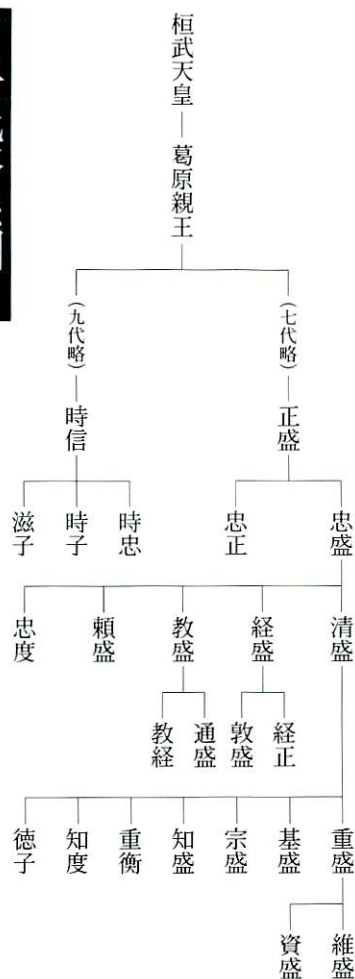 桓武天皇
葛原親王
(七代略)
正盛
忠盛
清盛
重盛
維盛
資盛
基盛
宗盛
知盛
重衡
知度
徳子
経盛
経正
敦盛
教盛
通盛
教経
頼盛
忠度
忠正
(九代略)
時信
時忠
時子
滋子